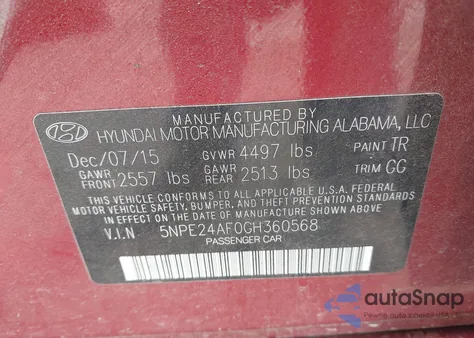 MANUFACTURED BY
HYUNDAI MOTOR MANUFACTURING ALABAMA, LLC
Dec/07/15 GVWR 4497 lbs PAINT TR
GAWR FRONT 2557 lbs GAWR REAR 2513 lbs TRIM GG
THIS VEHICLE CONFORMS TO ALL APPLICABLE U.S.A. FEDERAL
MOTOR VEHICLE SAFETY, BUMPER, AND THEFT PREVENTION STANDARDS
IN EFFECT ON THE DATE OF MANUFACTURE SHOWN ABOVE.
V.I.N 5NPE24AF0GH360568
PASSENGER CAR
autoSnap